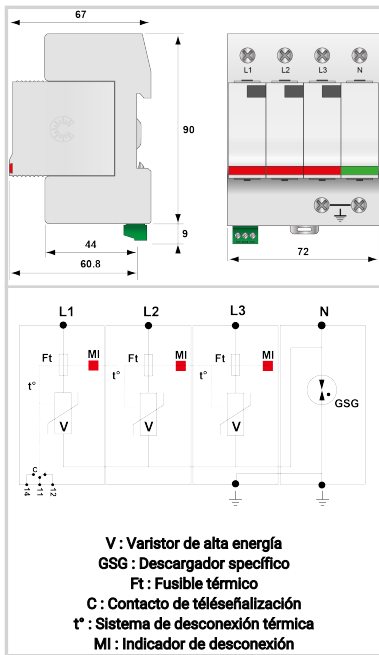 67
L1 L2 L3 N
90
9
44
60.8
72
L1 L2 L3 N
Ft MI Ft MI Ft MI
t° t° t°
GSG
V V V
C
14 11 12
V : Varistor de alta energía
GSG : Descargador specífico
Ft : Fusible térmico
C : Contacto de téléseñalización
t° : Sistema de desconexión térmica
MI : Indicador de desconexión